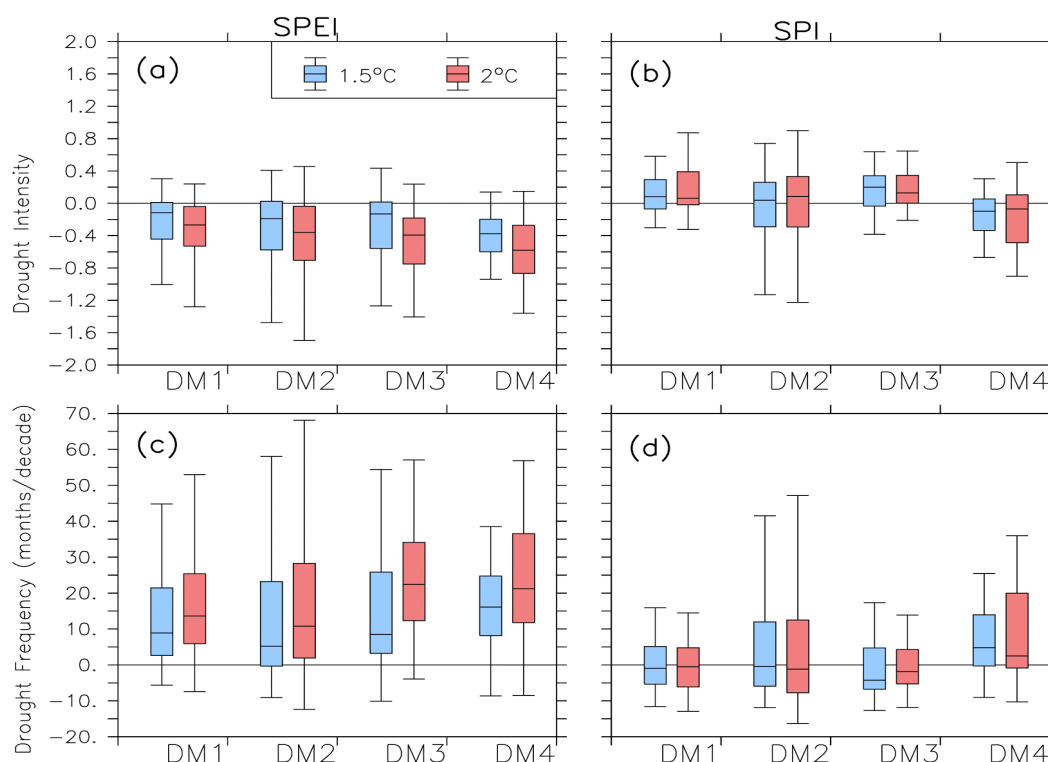 SPEI
SPI
(a)
1.5°C
2°C
(b)
2.0
1.6
1.2
0.8
0.4
0.0
-0.4
-0.8
-1.2
-1.6
-2.0
Drought Intensity
DM1 DM2 DM3 DM4
DM1 DM2 DM3 DM4
(c)
(d)
70.
60.
50.
40.
30.
20.
10.
0.
-10.
-20.
Drought Frequency (months/decade)
DM1 DM2 DM3 DM4
DM1 DM2 DM3 DM4